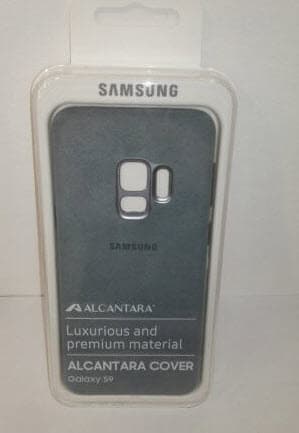 SAMSUNG
SAMSUNG
ALCANTARA®
Luxurious and
premium material
ALCANTARA COVER
Galaxy S9